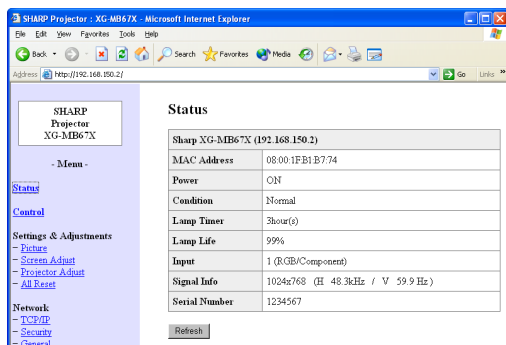 SHARP Projector : XG-MB67X - Microsoft Internet Explorer
File Edit View Favorites Tools Help
Back Search Favorites Media
Address http://192.168.150.2/ Go Links »
SHARP
Projector
XG-MB67X
- Menu -
Status
Control
Settings & Adjustments
– Picture
– Screen Adjust
– Projector Adjust
– All Reset
Network
– TCP/IP
– Security
– General
Status
Sharp XG-MB67X (192.168.150.2)
MAC Address 08:00:1F:B1:B7:74
Power ON
Condition Normal
Lamp Timer 3hour(s)
Lamp Life 99%
Input 1 (RGB/Component)
Signal Info 1024x768 (H 48.3kHz / V 59.9 Hz )
Serial Number 1234567
Refresh